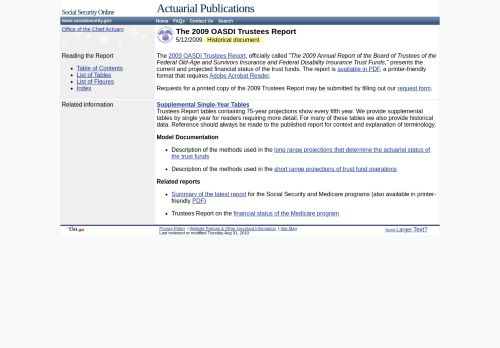 Social Security Online
Actuarial Publications
www.socialsecurity.gov
Home FAQs Contact Us Search
Office of the Chief Actuary
The 2009 OASDI Trustees Report
5/12/2009 Historical document
Reading the Report
Table of Contents
List of Tables
List of Figures
Index
The 2009 OASDI Trustees Report, officially called "The 2009 Annual Report of the Board of Trustees of the
Federal Old-Age and Survivors Insurance and Federal Disability Insurance Trust Funds," presents the
current and projected financial status of the trust funds. The report is available in PDF, a printer-friendly
format that requires Adobe Acrobat Reader.
Requests for a printed copy of the 2009 Trustees Report may be submitted by filling out our request form.
Related information
Supplemental Single-Year Tables
Trustees Report tables containing 75-year projections show every fifth year. We provide supplemental
tables by single year for readers requiring more detail. For many of these tables we also provide historical
data. Reference should always be made to the published report for context and explanation of terminology.
Model Documentation
Description of the methods used in the long range projections that determine the actuarial status of
the trust funds
Description of the methods used in the short range projections of trust fund operations
Related reports
Summary of the latest report for the Social Security and Medicare programs (also available in printer-
friendly PDF)
Trustees Report on the financial status of the Medicare program
Privacy Policy | Website Policies & Other Important Information | Site Map
Last reviewed or modified Tuesday Aug 31, 2010
Need Larger Text?